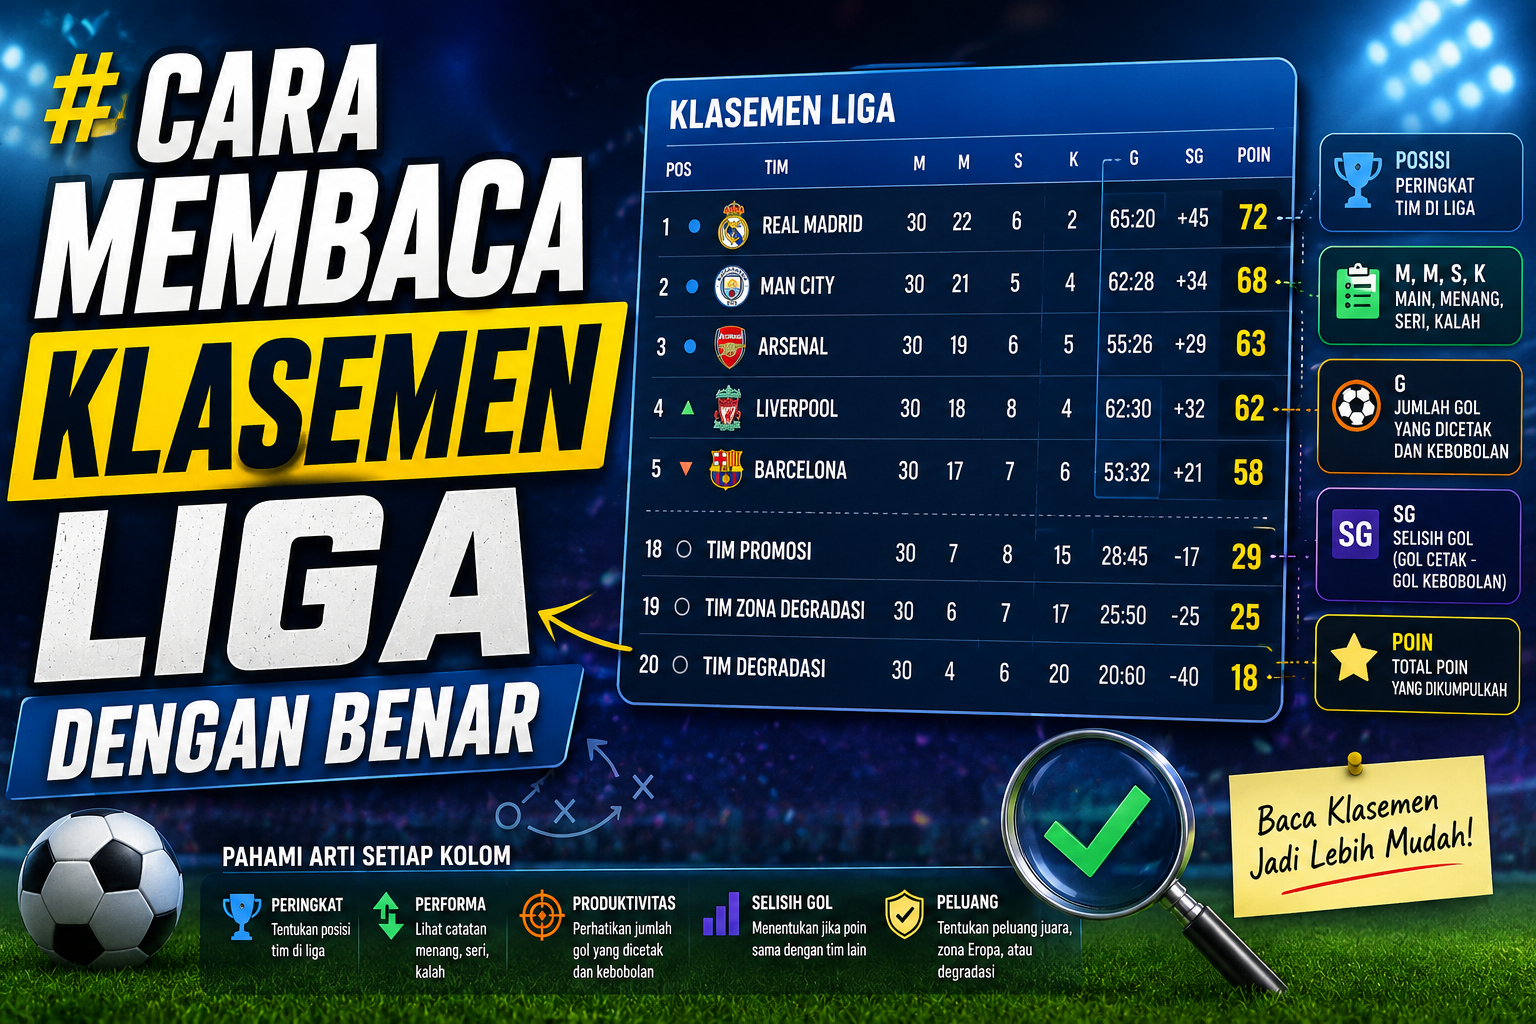 # CARA
MEMBACA
KLASEMEN
LIGA
DENGAN BENAR
KLASEMEN LIGA
POS TIM M M S K G SG POIN
1 REAL MADRID 30 22 6 2 65:20 +45 72
2 MAN CITY 30 21 5 4 62:28 +34 68
3 ARSENAL 30 19 6 5 55:26 +29 63
4 LIVERPOOL 30 18 8 4 62:30 +32 62
5 BARCELONA 30 17 7 6 53:32 +21 58
18 TIM PROMOSI 30 7 8 15 28:45 -17 29
19 TIM ZONA DEGRADASI 30 6 7 17 25:50 -25 25
20 TIM DEGRADASI 30 4 6 20 20:60 -40 18
POSISI
PERINGKAT
TIM DI LIGA
M, M, S, K
MAIN, MENANG,
SERI, KALAH
G
JUMLAH GOL
YANG DICETAK
DAN KEBOBOLAN
SG
SG
SELISIH GOL
(GOL CETAK -
GOL KEBOBOLAN)
POIN
TOTAL POIN
YANG DIKUMPULKAH
Baca Klasemen
Jadi Lebih Mudah!
PAHAMI ARTI SETIAP KOLOM
PERINGKAT
Tentukan posisi
tim di liga
PERFORMA
Lihat catatan
menang, seri,
kalah
PRODUKTIVITAS
Perhatikan jumlah
gol yang dicetak
dan kebobolan
SELISIH GOL
Menentukan jika poin
sama dengan tim lain
PELUANG
Tentukan peluang juara,
zona Eropa, atau
degradasi